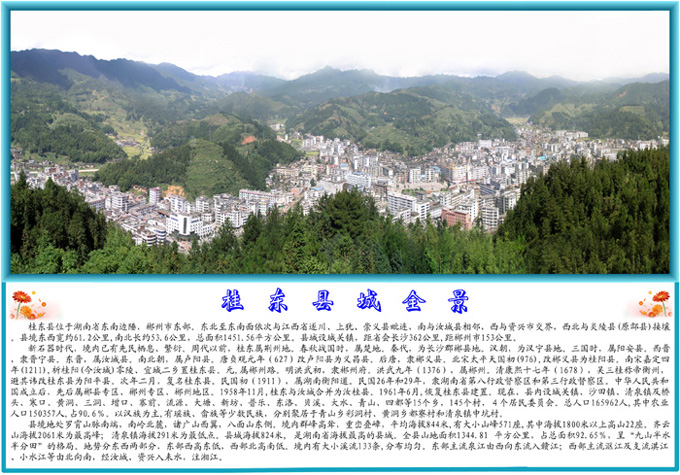 桂东县城全景
桂东县位于湖南省东南边陲、郴州市东部，东北至东南面依次与江西省遂川、上犹、崇义县毗连，南与汝城县相邻，西与资兴市交界，西北与炎陵县(原酃县)接壤
。县境东西宽约61.2公里,南北长约53.6公里，总面积1451.56平方公里。县城设城关镇，距省会长沙362公里,距郴州市153公里。
新石器时代，境内已有先民栖息、繁衍。周代以前，桂东属荆州地。春秋战国时，属楚地。秦代，为长沙郡郴县地。汉朝，为汉宁县地。三国时，属阳安县。西晋
，隶晋宁县。东晋，属汝城县。南北朝，属卢阳县。唐贞观元年（627）改卢阳县为义昌县。后唐，隶郴义县。北宋太平天国初(976),改郴义县为桂阳县。南宋嘉定四
年(1211),析桂阳(今汝城)零陵，宜城二乡置桂东县。元,属郴州路。明洪武初，隶郴州府。洪武九年（1376），属郴州。清康熙十七年（1678），吴三桂称帝衡州，
避其讳改桂东县为阳辛县。次年二月，复名桂东县。民国初（1911），属湖南衡阳道。民国26年和29年，隶湖南省第八行政督察区和第三行政督察区。中华人民共和
国成立后，先后属郴县专区、郴州专区、郴州地区。1958年11月,桂东与汝城合并为汝桂县。1961年6月,恢复桂东县建置。现在，县内设城关镇、沙田镇、清泉镇及桥
头、寨口、黄洞、三洞、增口、寨前、流源、大塘、新坊、普乐、东洛、贝溪、大水、青山、四都等15个乡，145个村，4个居民委员会。总人口165962人,其中农业
人口150357人,占90.6%。以汉族为主,有瑶族、畲族等少数民族，分别聚居于青山乡彩洞村、黄洞乡都寮村和清泉镇中坑村。
县境地处罗霄山脉南端，南岭北麓，诸广山西翼，八面山东侧。境内群峰高耸，重峦叠嶂，平均海拔844米,有大小山峰571座,其中海拔1800米以上高山22座，齐云
山海拔2061米为最高峰；清泉镇海拔291米为最低点。县城海拔824米， 是湖南省海拔最高的县城。全县山地面积1344.81 平方公里，占总面积92.65%，呈“九山半水
半分田”的格局。地势分东西两部分，东部东西高东低，西部西高东低。境内有大小溪流133条,分布均匀。东部主流泉江由西向东流入赣江；西部主流沤江及支流淇江
、小水江等由北向南，经汝城，资兴入耒水，注湘江。